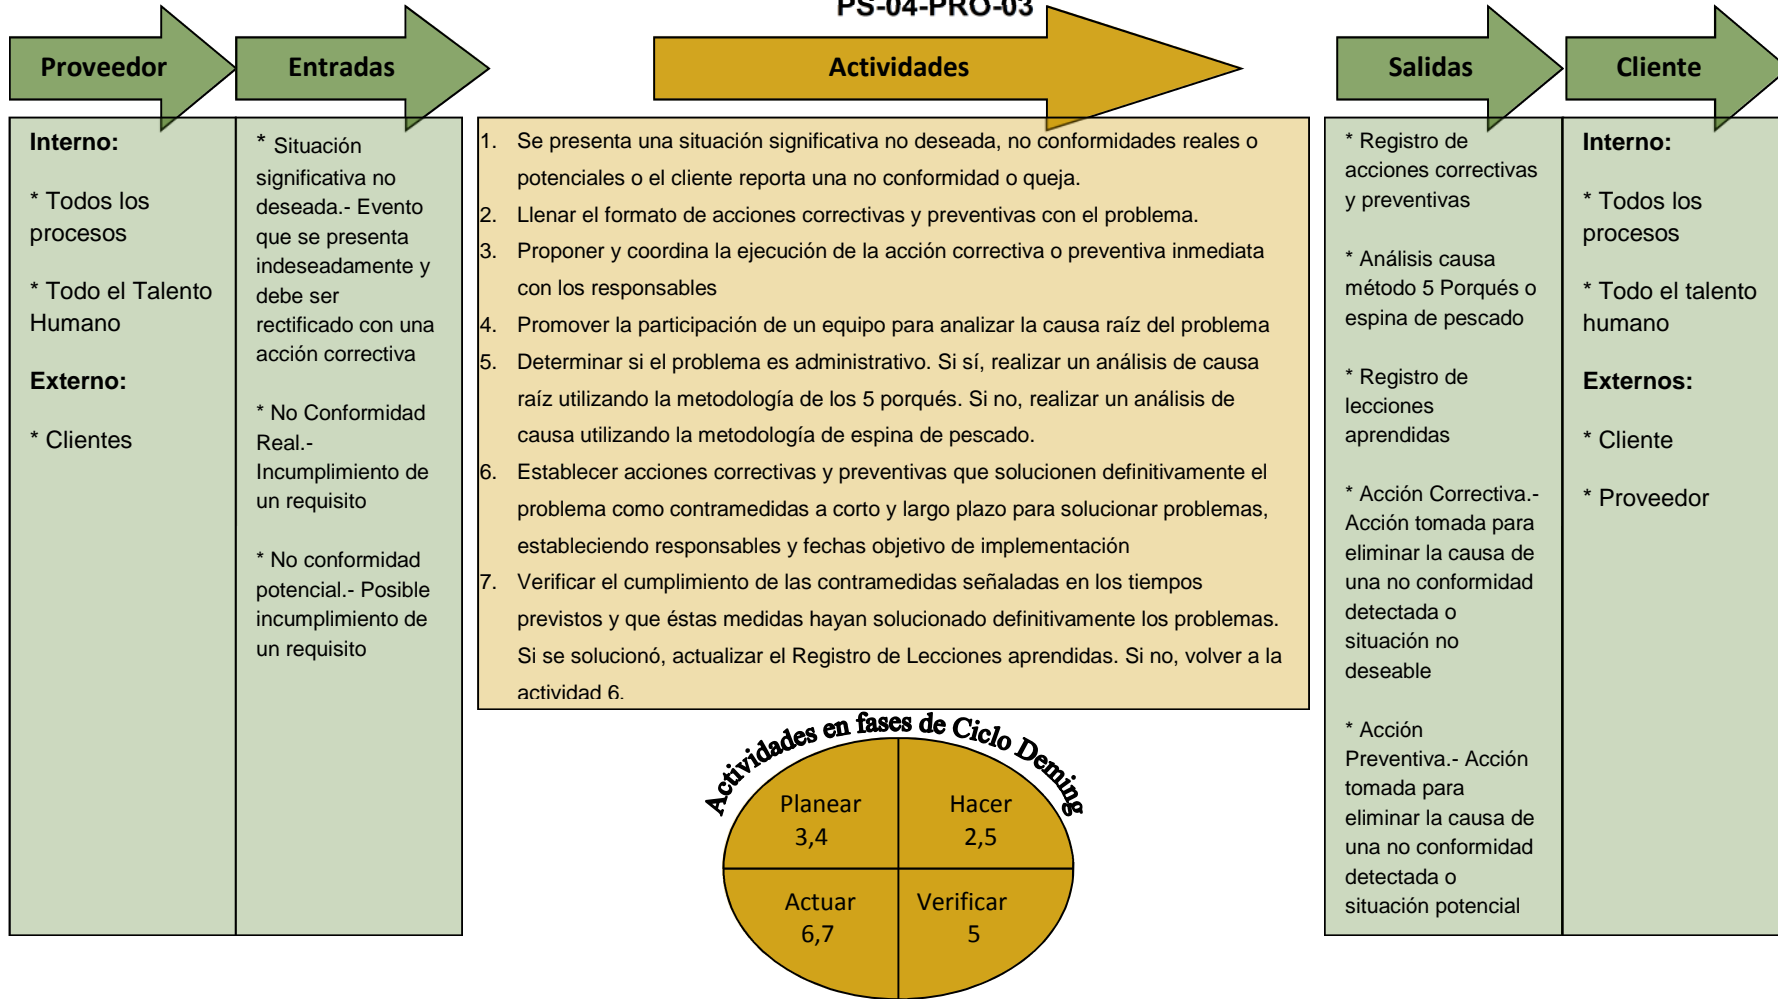 PS-04-PRO-03
Proveedor
Entradas
Actividades
Salidas
Cliente
Interno:
* Todos los
procesos
* Todo el Talento
Humano
Externo:
* Clientes
* Situación
significativa no
deseada.- Evento
que se presenta
indeseadamente y
debe ser
rectificado con una
acción correctiva
* No Conformidad
Real.-
Incumplimiento de
un requisito
* No conformidad
potencial.- Posible
incumplimiento de
un requisito
1. Se presenta una situación significativa no deseada, no conformidades reales o
potenciales o el cliente reporta una no conformidad o queja.
2. Llenar el formato de acciones correctivas y preventivas con el problema.
3. Proponer y coordina la ejecución de la acción correctiva o preventiva inmediata
con los responsables
4. Promover la participación de un equipo para analizar la causa raíz del problema
5. Determinar si el problema es administrativo. Si sí, realizar un análisis de causa
raíz utilizando la metodología de los 5 porqués. Si no, realizar un análisis de
causa utilizando la metodología de espina de pescado.
6. Establecer acciones correctivas y preventivas que solucionen definitivamente el
problema como contramedidas a corto y largo plazo para solucionar problemas,
estableciendo responsables y fechas objetivo de implementación
7. Verificar el cumplimiento de las contramedidas señaladas en los tiempos
previstos y que éstas medidas hayan solucionado definitivamente los problemas.
Si se solucionó, actualizar el Registro de Lecciones aprendidas. Si no, volver a la
actividad 6.
Actividades en fases de Ciclo Deming
Planear
3,4
Hacer
2,5
Actuar
6,7
Verificar
5
* Registro de
acciones correctivas
y preventivas
* Análisis causa
método 5 Porqués o
espina de pescado
* Registro de
lecciones
aprendidas
* Acción Correctiva.-
Acción tomada para
eliminar la causa de
una no conformidad
detectada o
situación no
deseable
* Acción
Preventiva.- Acción
tomada para
eliminar la causa de
una no conformidad
detectada o
situación potencial
Interno:
* Todos los
procesos
* Todo el talento
humano
Externos:
* Cliente
* Proveedor